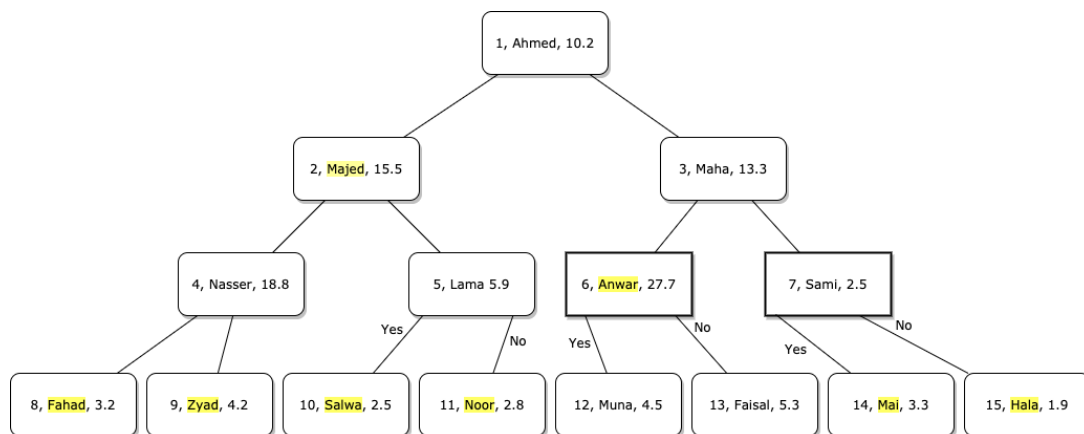 1, Ahmed, 10.2
2, Majed, 15.5
3, Maha, 13.3
4, Nasser, 18.8
5, Lama 5.9
6, Anwar, 27.7
7, Sami, 2.5
Yes
No
Yes
No
Yes
No
8, Fahad, 3.2
9, Zyad, 4.2
10, Salwa, 2.5
11, Noor, 2.8
12, Muna, 4.5
13, Faisal, 5.3
14, Mai, 3.3
15, Hala, 1.9